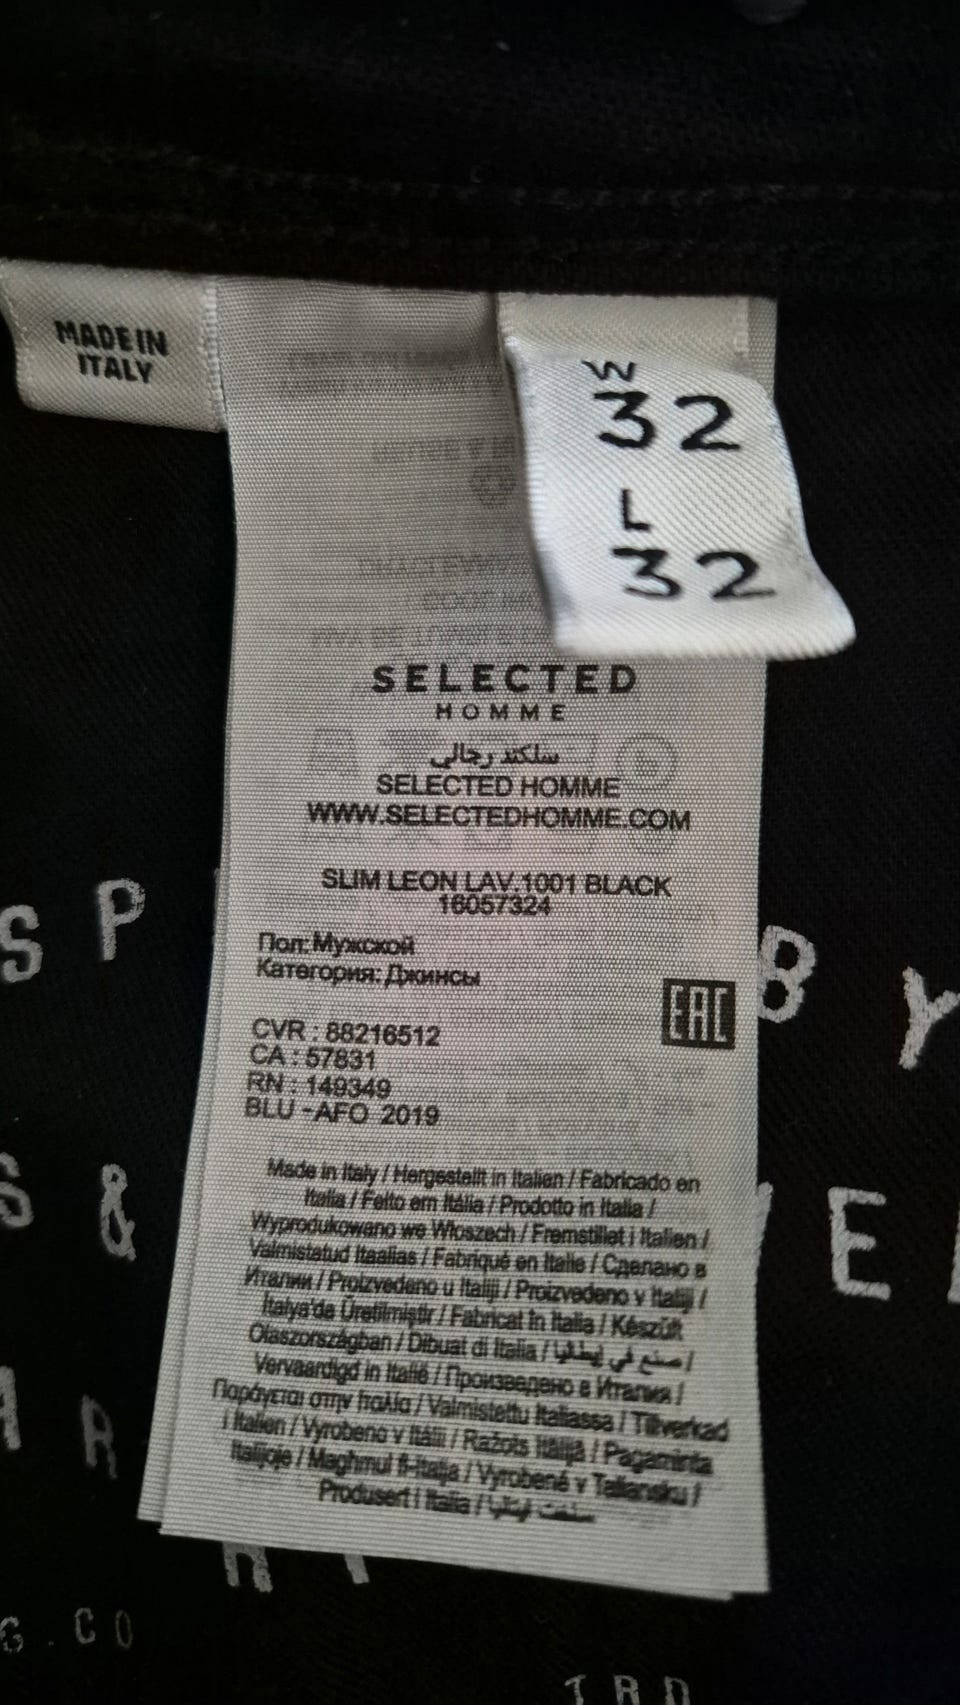 MADE IN
ITALY
W
32
L
32
SELECTED
HOMME
سلكتد رجالي
SELECTED HOMME
WWW.SELECTEDHOMME.COM
SLIM LEON LAV.1001 BLACK
16057324
Пол: Мужской
Категория: Джинсы
EAC
CVR : 88216512
CA : 57831
RN : 149349
BLU -AFO 2019
Made in Italy / Hergestellt in Italien / Fabricado en
Italia / Feito em Itália / Prodotto in Italia /
Wyprodukowano we Włoszech / Fremstillet i Italien /
Valmistatud Itaalias / Fabriqué en Italie / Сделано в
Италии / Proizvedeno u Italiji / Proizvedeno v Italiji /
İtalya'da Üretilmiştir / Fabricat în Italia / Készült
Olaszországban / Dibuat di Italia / صنع في إيطاليا /
Vervaardigd in Italië / Произведено в Италия /
Παράγεται στην Ιταλία / Valmistettu Italiassa / Tillverkad
i Italien / Vyrobeno v Itálii / Ražots Itālijā / Pagaminta
Italijoje / Maghmul fl-Italja / Vyrobené v Taliansku /
Produsert i Italia /
SP
BY
S &
E
A R
G.CO